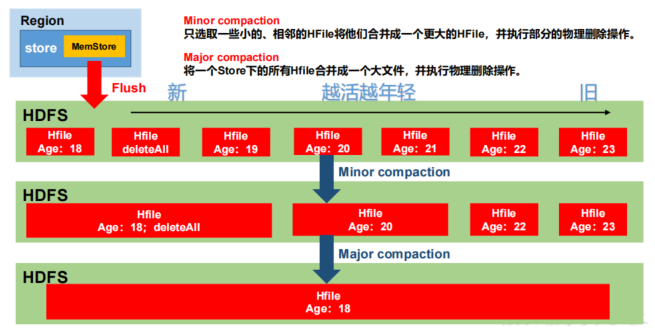 Region
store
MemStore
Flush
Minor compaction
只选取一些小的、相邻的HFile将他们合并成一个更大的HFile，并执行部分的物理删除操作。
Major compaction
将一个Store下的所有Hfile合并成一个大文件，并执行物理删除操作。
新
越活越年轻
旧
HDFS
Hfile
Age：18
Hfile
deleteAll
Hfile
Age：19
Hfile
Age：20
Hfile
Age：21
Hfile
Age：22
Hfile
Age：23
Minor compaction
HDFS
Hfile
Age：18；deleteAll
Hfile
Age：20
Hfile
Age：22
Hfile
Age：23
Major compaction
HDFS
Hfile
Age：18